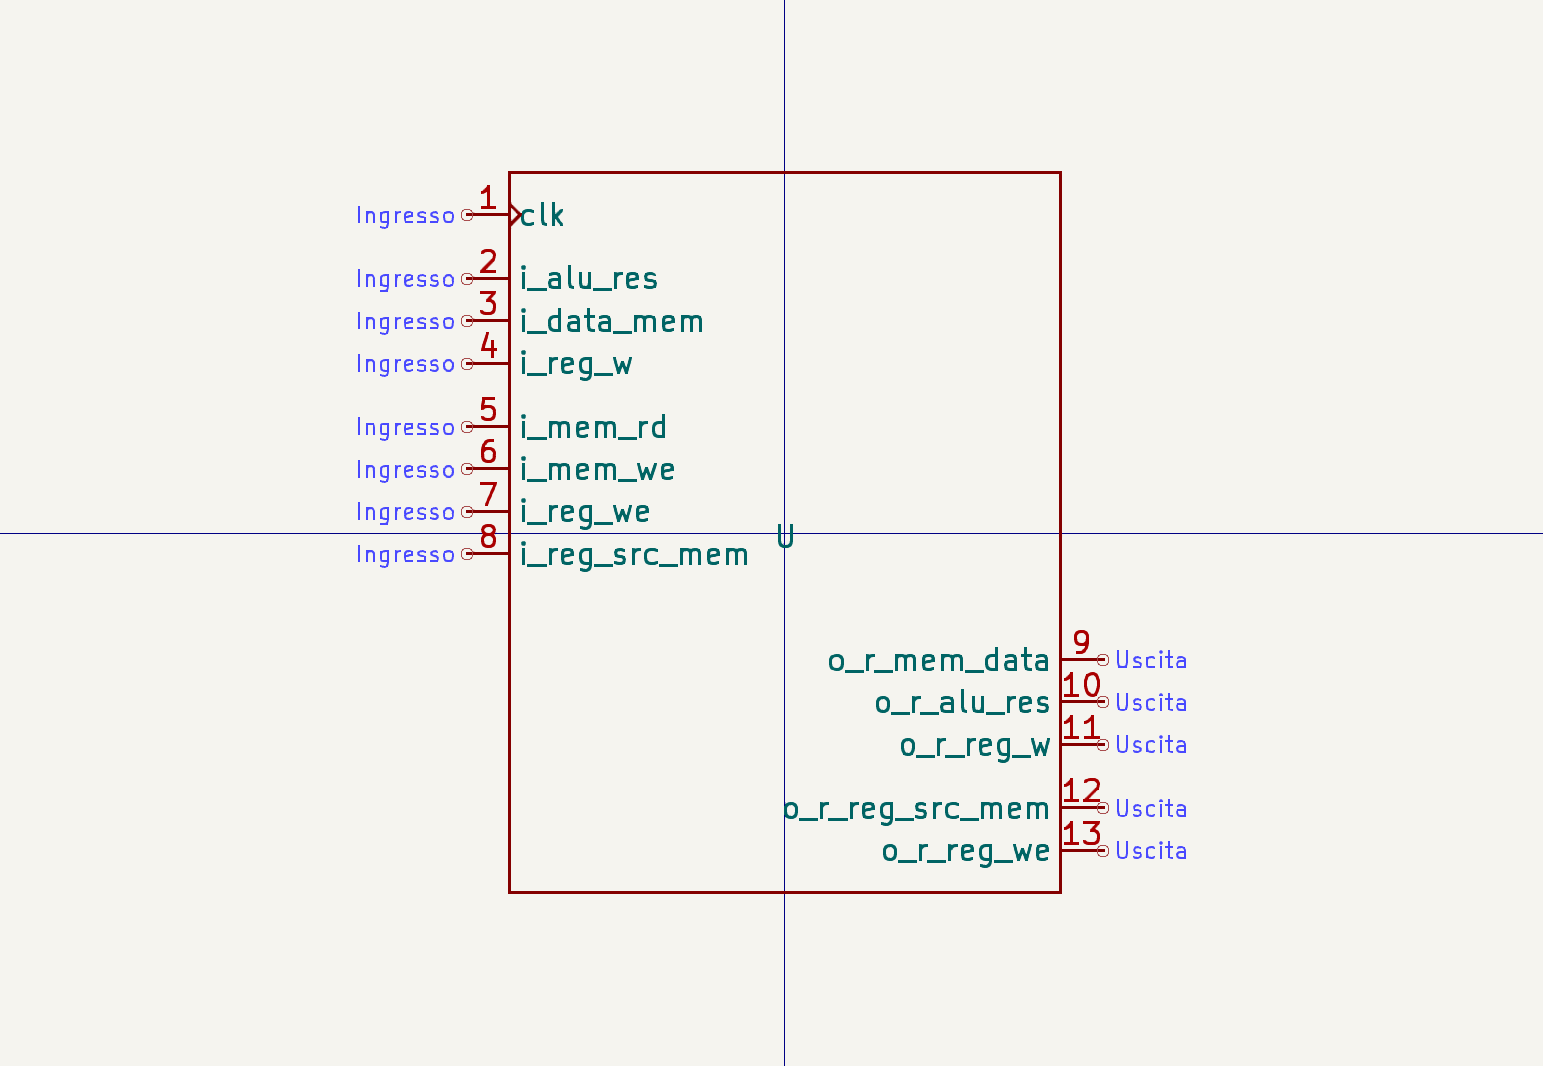 Ingresso 1 clk
Ingresso 2 i_alu_res
Ingresso 3 i_data_mem
Ingresso 4 i_reg_w
Ingresso 5 i_mem_rd
Ingresso 6 i_mem_we
Ingresso 7 i_reg_we
U
Ingresso 8 i_reg_src_mem
o_r_mem_data 9 Uscita
o_r_alu_res 10 Uscita
o_r_reg_w 11 Uscita
o_r_reg_src_mem 12 Uscita
o_r_reg_we 13 Uscita